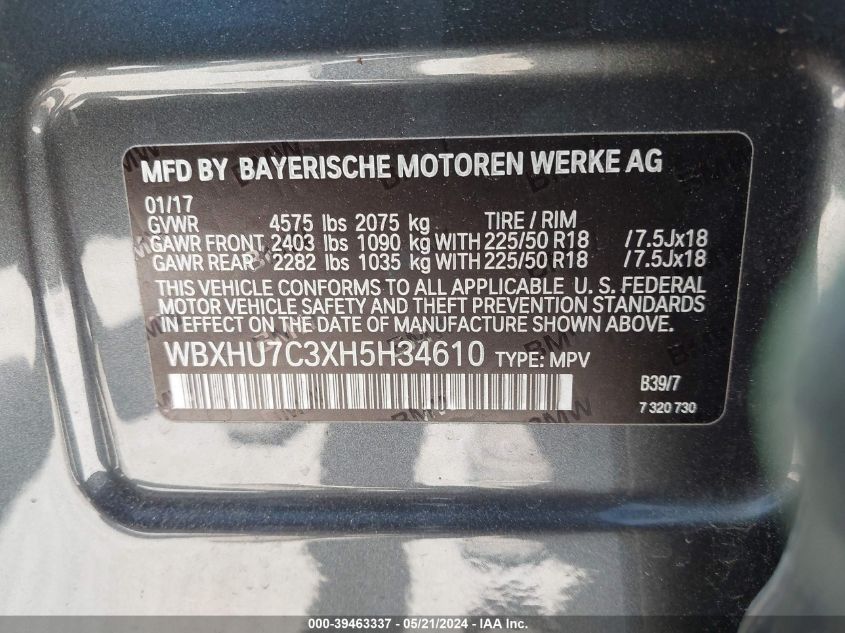 MFD BY BAYERISCHE MOTOREN WERKE AG
01/17
GVWR 4575 lbs 2075 kg TIRE / RIM
GAWR FRONT 2403 lbs 1090 kg WITH 225/50 R18 /7.5Jx18
GAWR REAR 2282 lbs 1035 kg WITH 225/50 R18 /7.5Jx18
THIS VEHICLE CONFORMS TO ALL APPLICABLE U. S. FEDERAL
MOTOR VEHICLE SAFETY AND THEFT PREVENTION STANDARDS
IN EFFECT ON THE DATE OF MANUFACTURE SHOWN ABOVE.
WBXHU7C3XH5H34610 TYPE: MPV
B39/7
7 320 730
000-39463337 - 05/21/2024 - IAA Inc.